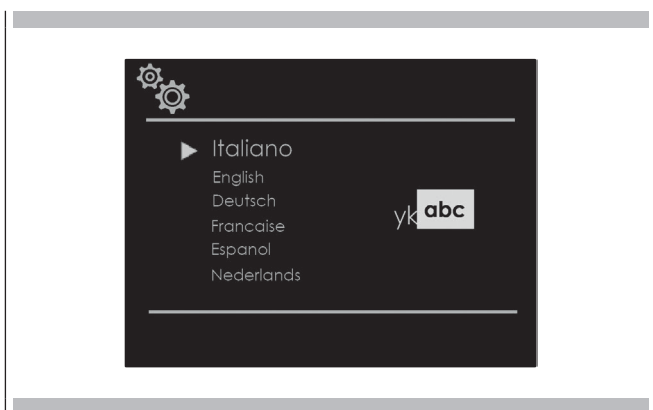 Italiano
English
Deutsch
Francaise
Espanol
Nederlands
yk abc